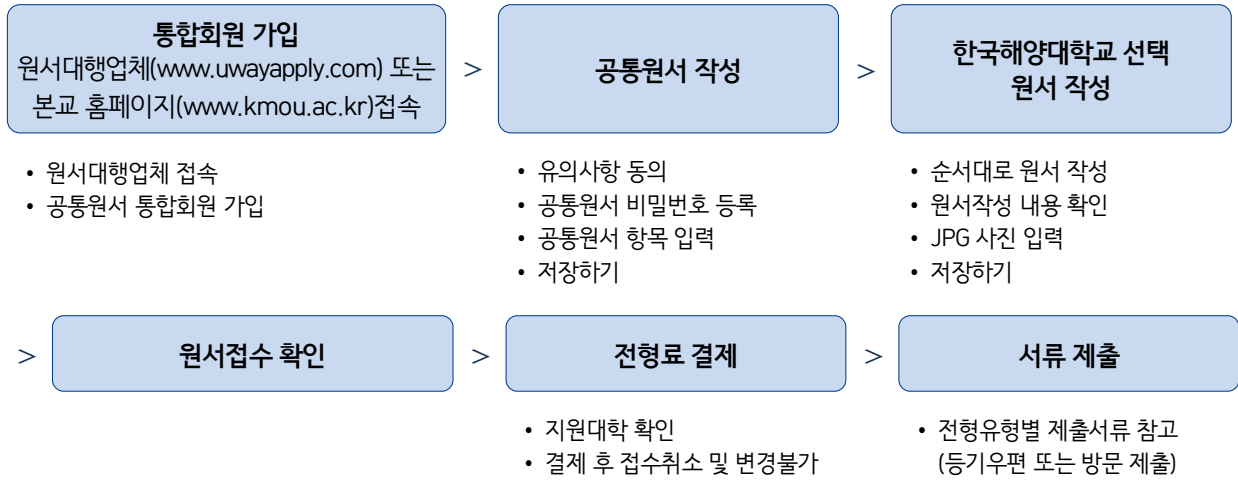 통합회원 가입
원서대행업체(www.uwayapply.com) 또는
본교 홈페이지(www.kmou.ac.kr)접속
• 원서대행업체 접속
• 공통원서 통합회원 가입
>
공통원서 작성
• 유의사항 동의
• 공통원서 비밀번호 등록
• 공통원서 항목 입력
• 저장하기
>
한국해양대학교 선택
원서 작성
• 순서대로 원서 작성
• 원서작성 내용 확인
• JPG 사진 입력
• 저장하기
>
원서접수 확인
>
전형료 결제
• 지원대학 확인
• 결제 후 접수취소 및 변경불가
>
서류 제출
• 전형유형별 제출서류 참고
(등기우편 또는 방문 제출)